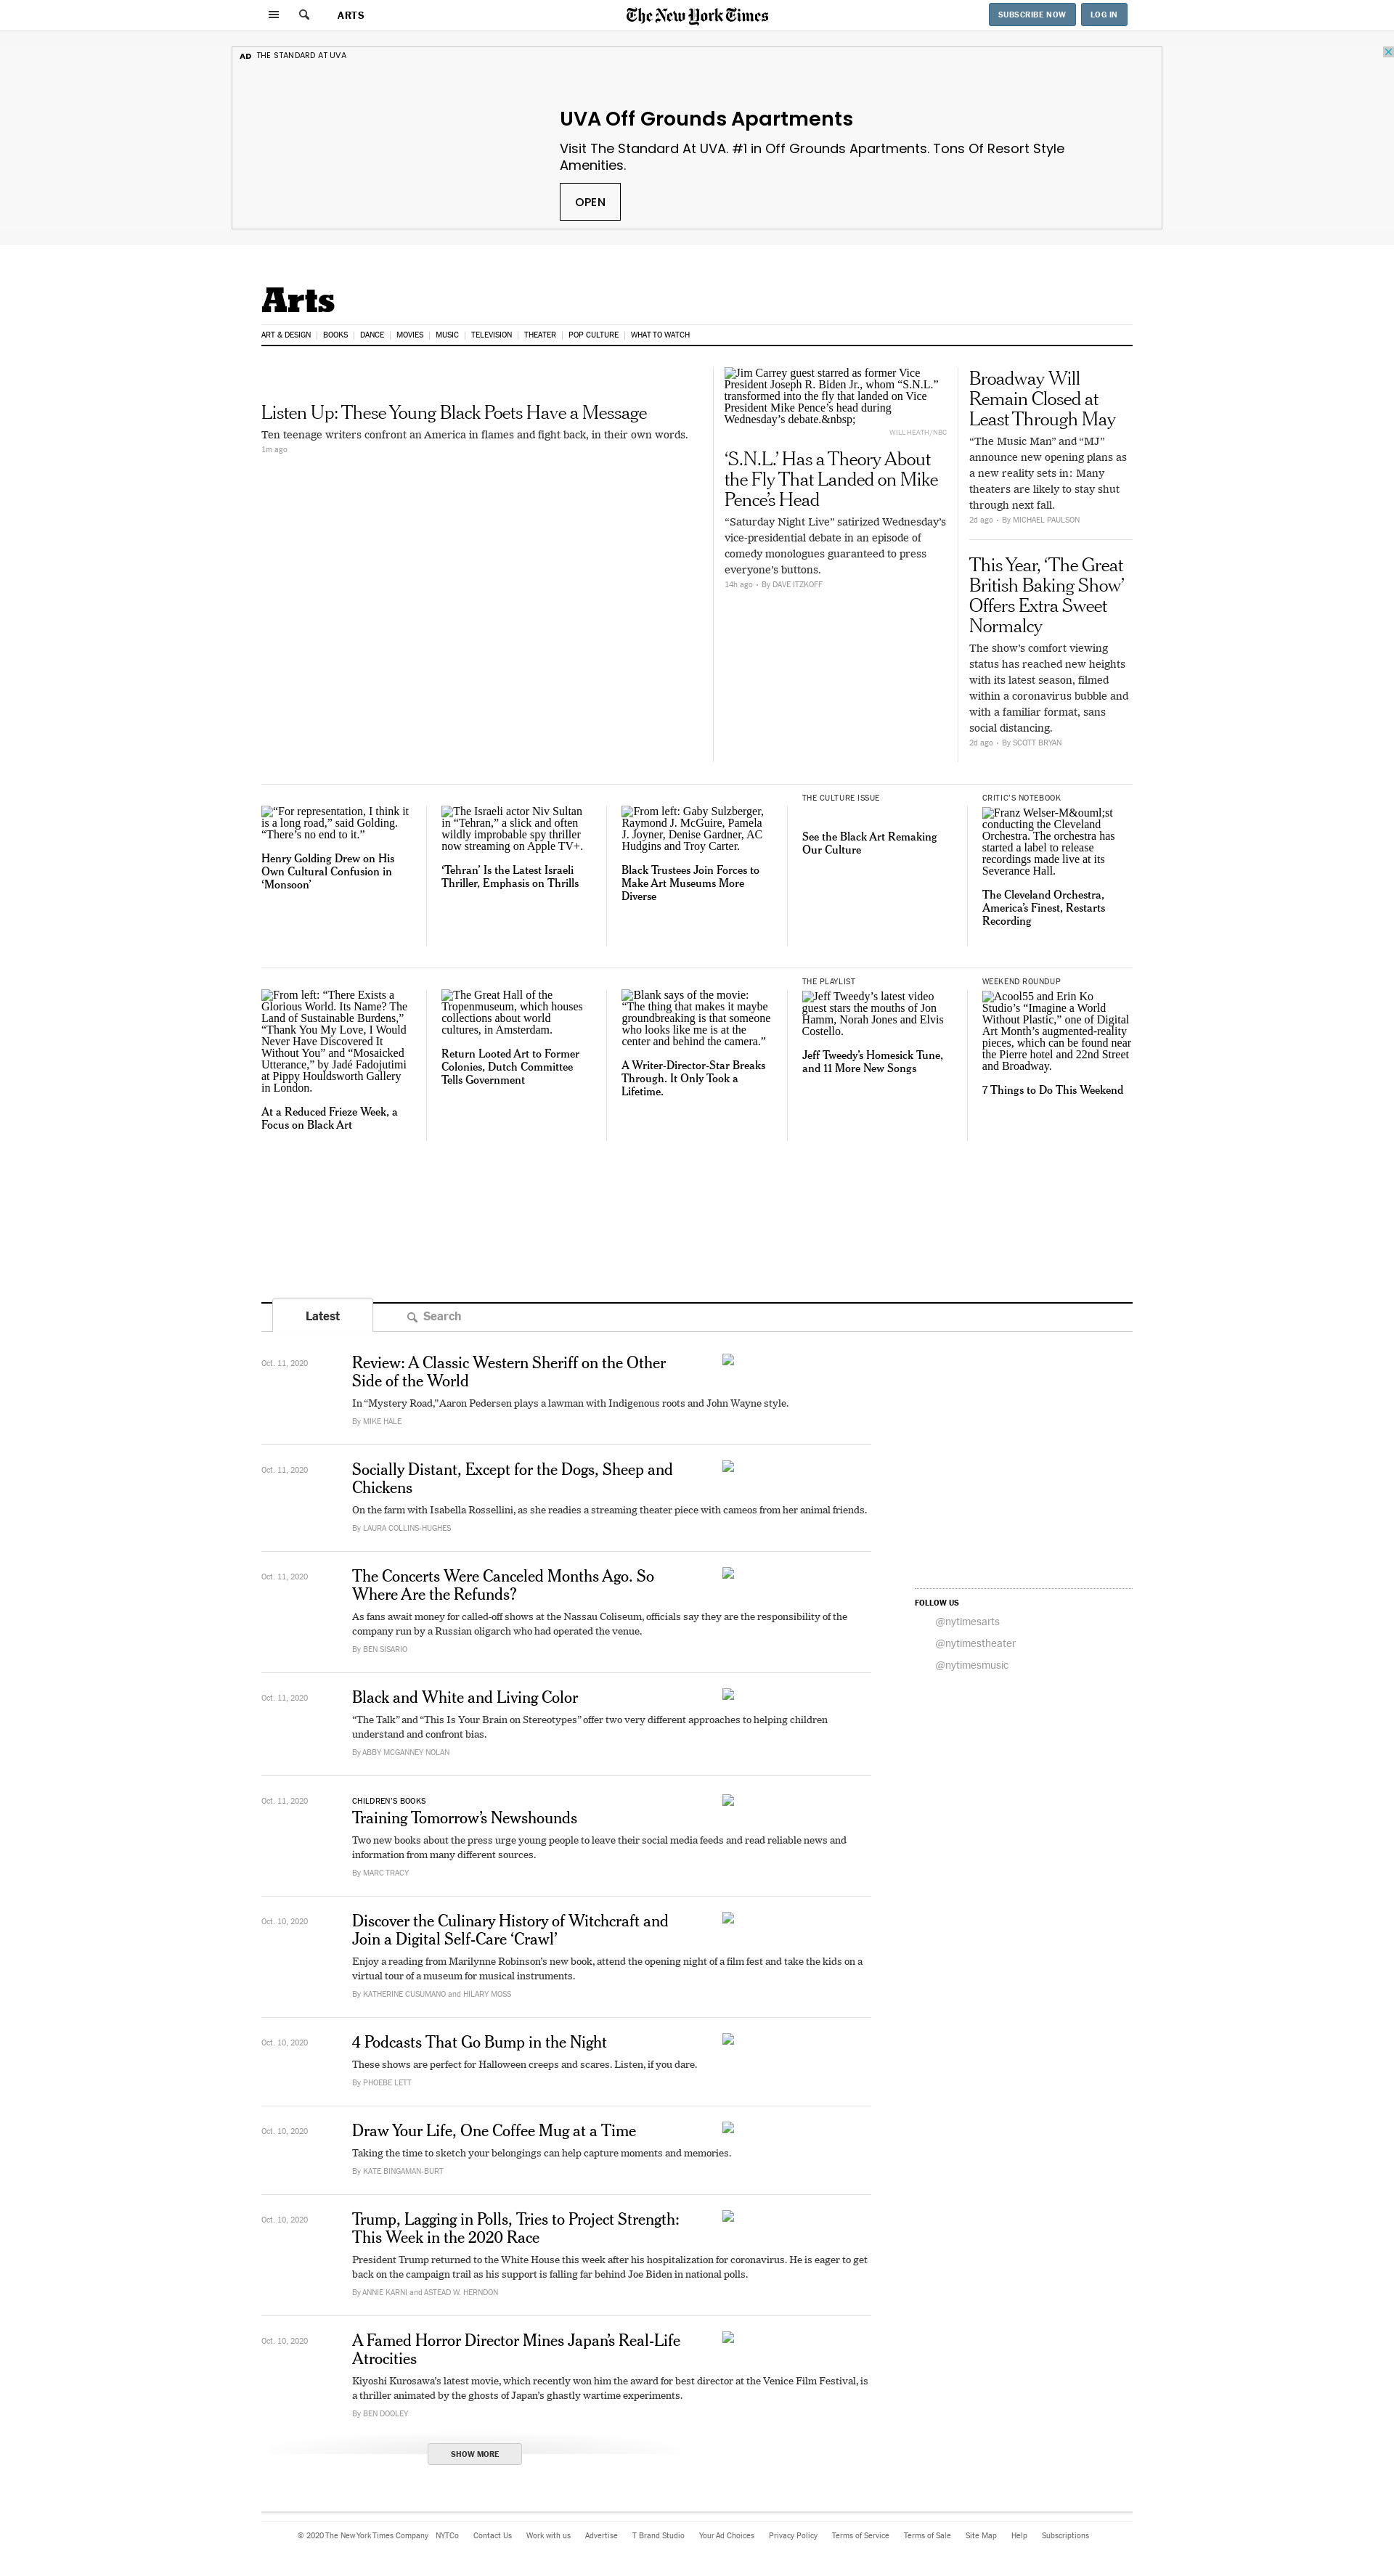 ARTS
The New York Times
SUBSCRIBE NOW
LOG IN
AD THE STANDARD AT UVA
UVA Off Grounds Apartments
Visit The Standard At UVA. #1 in Off Grounds Apartments. Tons Of Resort Style
Amenities.
OPEN
Arts
ART & DESIGN | BOOKS | DANCE | MOVIES | MUSIC | TELEVISION | THEATER | POP CULTURE | WHAT TO WATCH
Listen Up: These Young Black Poets Have a Message
Ten teenage writers confront an America in flames and fight back, in their own words.
1m ago
Jim Carrey guest starred as former Vice
President Joseph R. Biden Jr., whom “S.N.L.”
transformed into the fly that landed on Vice
President Mike Pence’s head during
Wednesday’s debate.&nbsp;
WILL HEATH/NBC
‘S.N.L.’ Has a Theory About
the Fly That Landed on Mike
Pence’s Head
“Saturday Night Live” satirized Wednesday’s
vice-presidential debate in an episode of
comedy monologues guaranteed to press
everyone’s buttons.
14h ago • By DAVE ITZKOFF
Broadway Will
Remain Closed at
Least Through May
“The Music Man” and “MJ”
announce new opening plans as
a new reality sets in: Many
theaters are likely to stay shut
through next fall.
2d ago • By MICHAEL PAULSON
This Year, ‘The Great
British Baking Show’
Offers Extra Sweet
Normalcy
The show’s comfort viewing
status has reached new heights
with its latest season, filmed
within a coronavirus bubble and
with a familiar format, sans
social distancing.
2d ago • By SCOTT BRYAN
“For representation, I think it
is a long road,” said Golding.
“There’s no end to it.”
Henry Golding Drew on His
Own Cultural Confusion in
‘Monsoon’
The Israeli actor Niv Sultan
in “Tehran,” a slick and often
wildly improbable spy thriller
now streaming on Apple TV+.
‘Tehran’ Is the Latest Israeli
Thriller, Emphasis on Thrills
From left: Gaby Sulzberger,
Raymond J. McGuire, Pamela
J. Joyner, Denise Gardner, AC
Hudgins and Troy Carter.
Black Trustees Join Forces to
Make Art Museums More
Diverse
THE CULTURE ISSUE
See the Black Art Remaking
Our Culture
CRITIC’S NOTEBOOK
Franz Welser-M&ouml;st
conducting the Cleveland
Orchestra. The orchestra has
started a label to release
recordings made live at its
Severance Hall.
The Cleveland Orchestra,
America’s Finest, Restarts
Recording
From left: “There Exists a
Glorious World. Its Name? The
Land of Sustainable Burdens,”
“Thank You My Love, I Would
Never Have Discovered It
Without You” and “Mosaicked
Utterance,” by Jadé Fadojutimi
at Pippy Houldsworth Gallery
in London.
At a Reduced Frieze Week, a
Focus on Black Art
The Great Hall of the
Tropenmuseum, which houses
collections about world
cultures, in Amsterdam.
Return Looted Art to Former
Colonies, Dutch Committee
Tells Government
Blank says of the movie:
“The thing that makes it maybe
groundbreaking is that someone
who looks like me is at the
center and behind the camera.”
A Writer-Director-Star Breaks
Through. It Only Took a
Lifetime.
THE PLAYLIST
Jeff Tweedy’s latest video
guest stars the mouths of Jon
Hamm, Norah Jones and Elvis
Costello.
Jeff Tweedy’s Homesick Tune,
and 11 More New Songs
WEEKEND ROUNDUP
Acool55 and Erin Ko
Studio’s “Imagine a World
Without Plastic,” one of Digital
Art Month’s augmented-reality
pieces, which can be found near
the Pierre hotel and 22nd Street
and Broadway.
7 Things to Do This Weekend
Latest
Search
Oct. 11, 2020
Review: A Classic Western Sheriff on the Other
Side of the World
In “Mystery Road,” Aaron Pedersen plays a lawman with Indigenous roots and John Wayne style.
By MIKE HALE
Oct. 11, 2020
Socially Distant, Except for the Dogs, Sheep and
Chickens
On the farm with Isabella Rossellini, as she readies a streaming theater piece with cameos from her animal friends.
By LAURA COLLINS-HUGHES
Oct. 11, 2020
The Concerts Were Canceled Months Ago. So
Where Are the Refunds?
As fans await money for called-off shows at the Nassau Coliseum, officials say they are the responsibility of the
company run by a Russian oligarch who had operated the venue.
By BEN SISARIO
FOLLOW US
@nytimesarts
@nytimestheater
@nytimesmusic
Oct. 11, 2020
Black and White and Living Color
“The Talk” and “This Is Your Brain on Stereotypes” offer two very different approaches to helping children
understand and confront bias.
By ABBY MCGANNEY NOLAN
Oct. 11, 2020
CHILDREN’S BOOKS
Training Tomorrow’s Newshounds
Two new books about the press urge young people to leave their social media feeds and read reliable news and
information from many different sources.
By MARC TRACY
Oct. 10, 2020
Discover the Culinary History of Witchcraft and
Join a Digital Self-Care ‘Crawl’
Enjoy a reading from Marilynne Robinson’s new book, attend the opening night of a film fest and take the kids on a
virtual tour of a museum for musical instruments.
By KATHERINE CUSUMANO and HILARY MOSS
Oct. 10, 2020
4 Podcasts That Go Bump in the Night
These shows are perfect for Halloween creeps and scares. Listen, if you dare.
By PHOEBE LETT
Oct. 10, 2020
Draw Your Life, One Coffee Mug at a Time
Taking the time to sketch your belongings can help capture moments and memories.
By KATE BINGAMAN-BURT
Oct. 10, 2020
Trump, Lagging in Polls, Tries to Project Strength:
This Week in the 2020 Race
President Trump returned to the White House this week after his hospitalization for coronavirus. He is eager to get
back on the campaign trail as his support is falling far behind Joe Biden in national polls.
By ANNIE KARNI and ASTEAD W. HERNDON
Oct. 10, 2020
A Famed Horror Director Mines Japan’s Real-Life
Atrocities
Kiyoshi Kurosawa’s latest movie, which recently won him the award for best director at the Venice Film Festival, is
a thriller animated by the ghosts of Japan’s ghastly wartime experiments.
By BEN DOOLEY
SHOW MORE
© 2020 The New York Times Company NYTCo Contact Us Work with us Advertise T Brand Studio Your Ad Choices Privacy Policy Terms of Service Terms of Sale Site Map Help Subscriptions